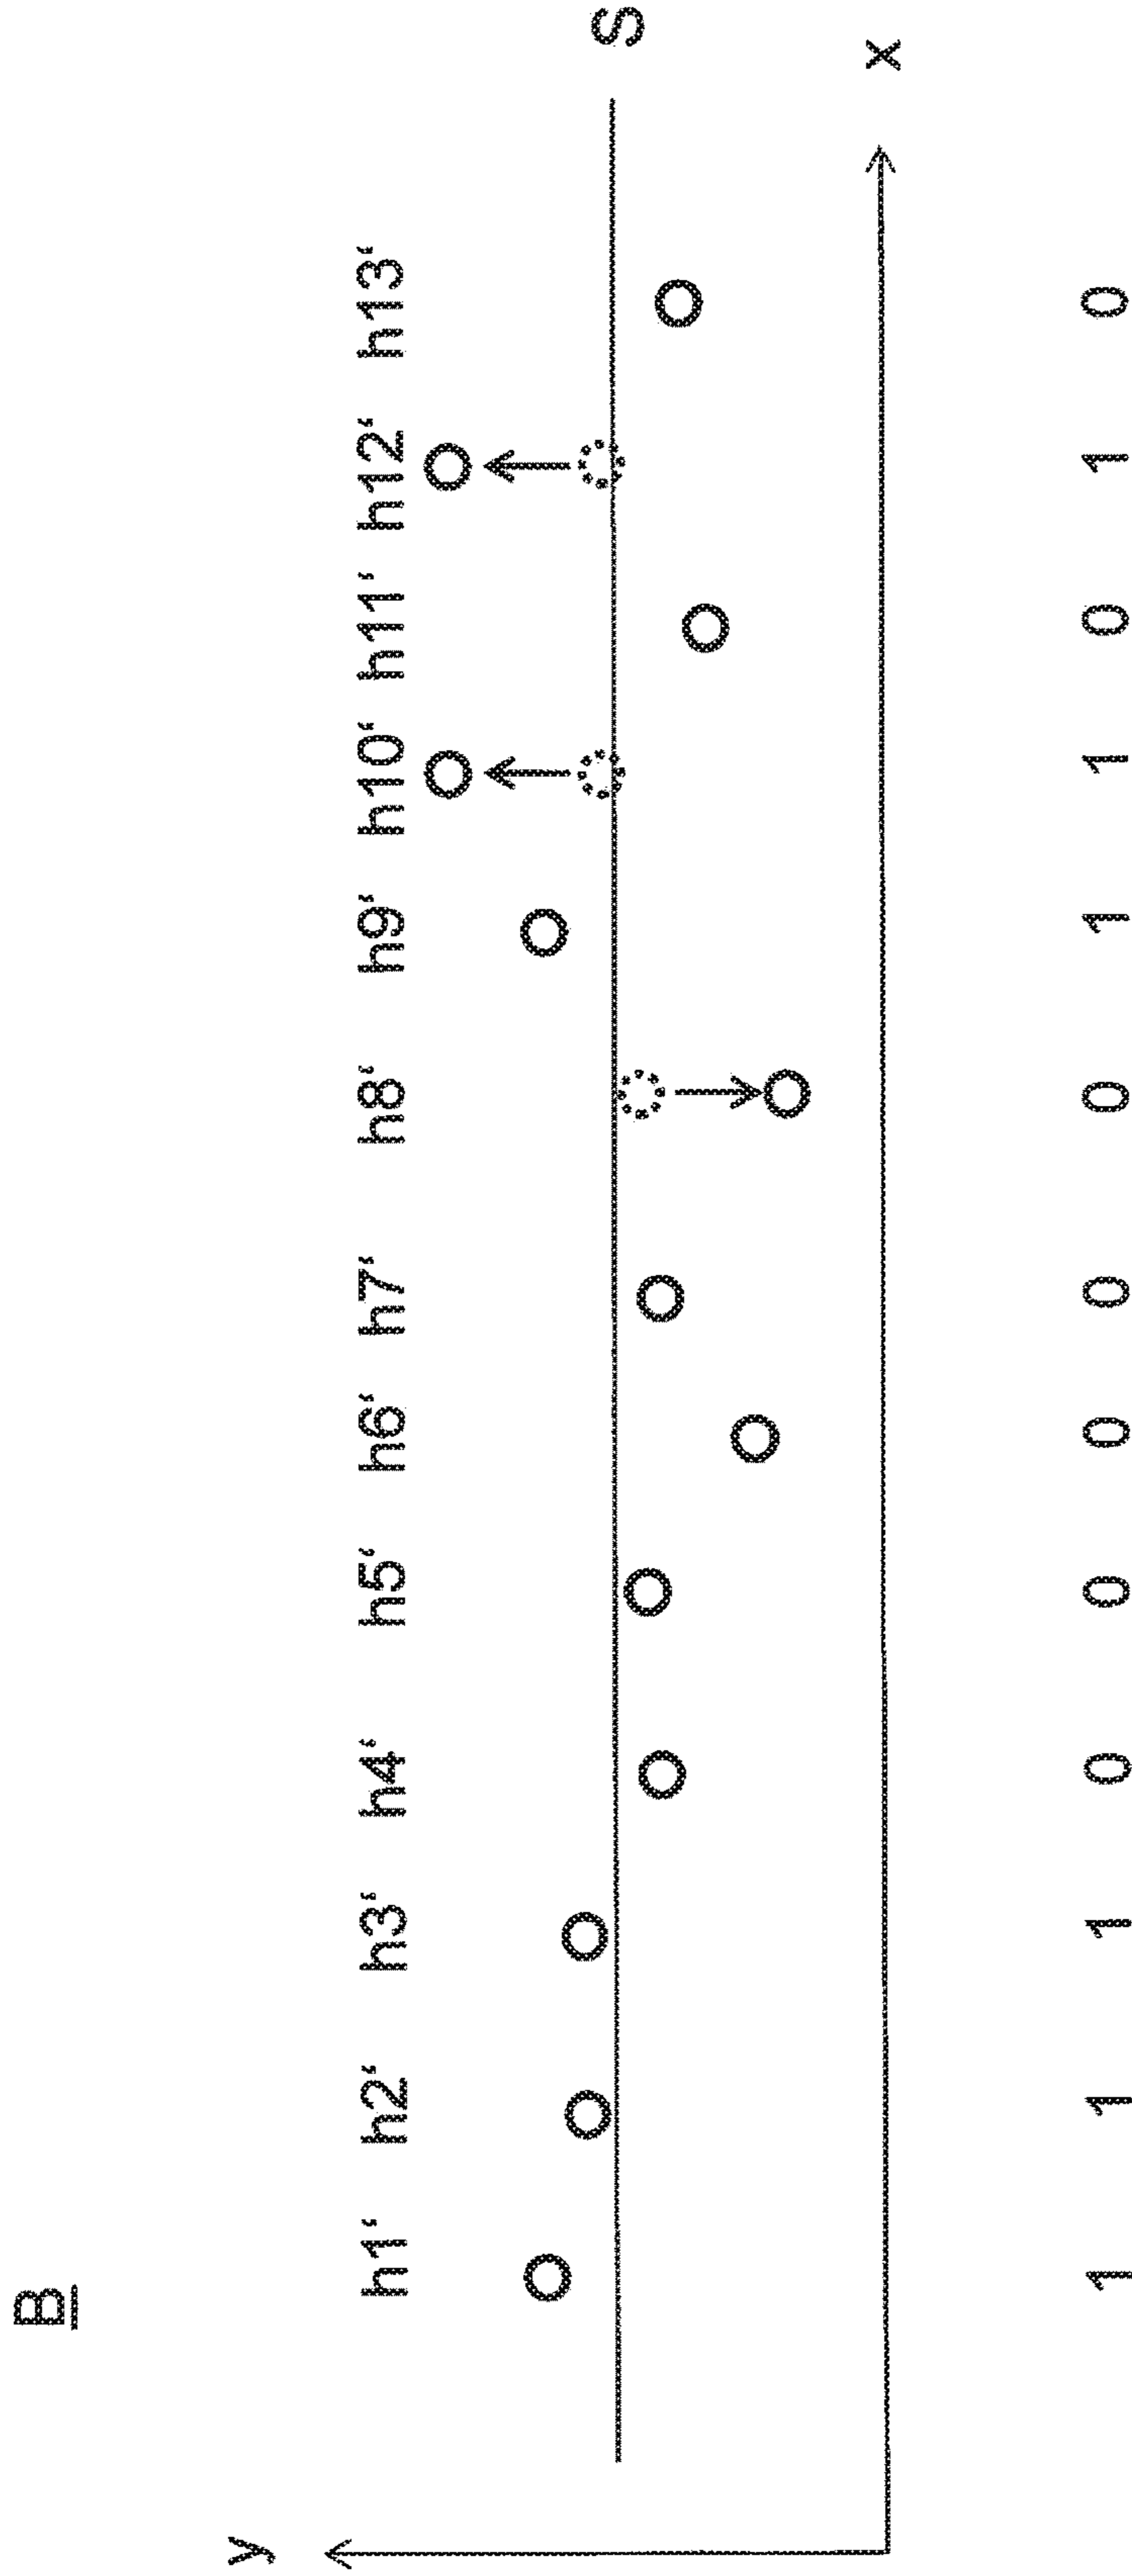 B
y
h1‘ h2‘ h3‘ h4‘ h5‘ h6‘ h7‘ h8‘ h9‘ h10‘ h11‘ h12‘ h13‘
S
x
1 1 1 0 0 0 0 0 1 1 0 1 0